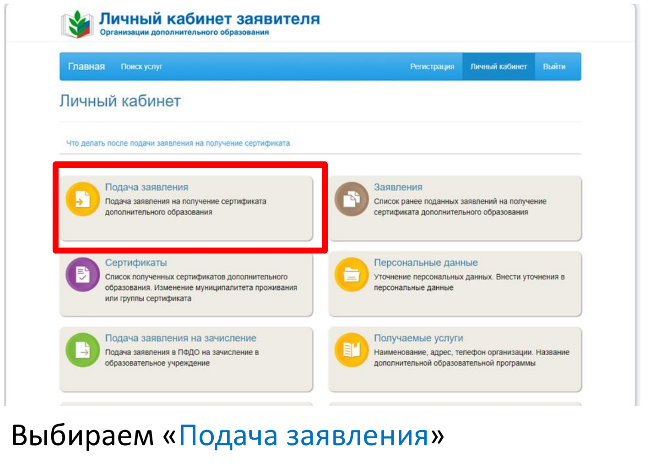 Личный кабинет заявителя
Организации дополнительного образования
Главная Поиск услуг Регистрация Личный кабинет Выйти
Личный кабинет
Что делать после подачи заявления на получение сертификата
Подача заявления
Подача заявления на получение сертификата
дополнительного образования
Заявления
Список ранее поданных заявлений на получение
сертификата дополнительного образования
Сертификаты
Список полученных сертификатов дополнительного
образования. Изменение муниципалитета проживания
или группы сертификата
Персональные данные
Уточнение персональных данных. Внести уточнения в
персональные данные
Подача заявления на зачисление
Подача заявления в ПФДО на зачисление в
образовательное учреждение
Получаемые услуги
Наименование, адрес, телефон организации. Название
дополнительной образовательной программы
Выбираем «Подача заявления»